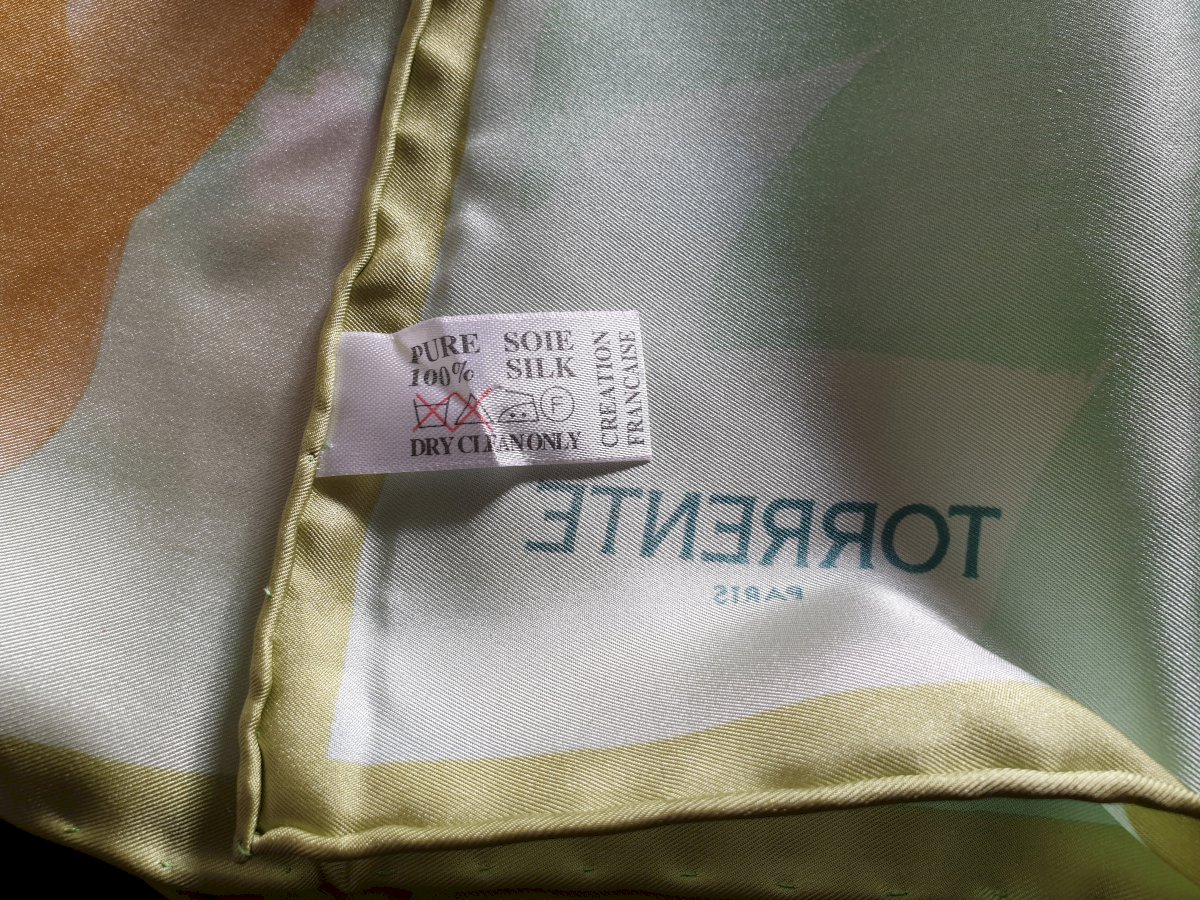 PURE SOIE
100% SILK
F
DRY CLEAN ONLY
CREATION
FRANCAISE
TORRENTE
PARIS